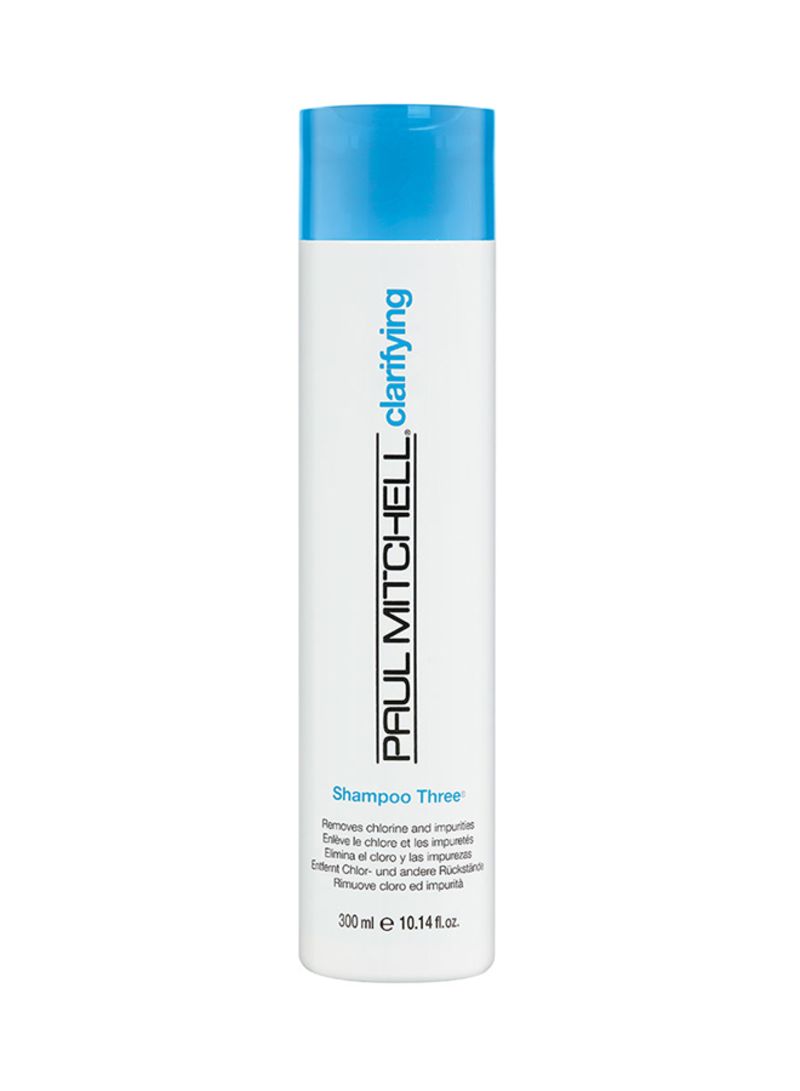 PAUL MITCHELL® clarifying
Shampoo Three®
Removes chlorine and impurities
Enlève le chlore et les impuretés
Elimina el cloro y las impurezas
Entfernt Chlor- und andere Rückstände
Rimuove cloro ed impurità
300 ml ℮ 10.14 fl.oz.